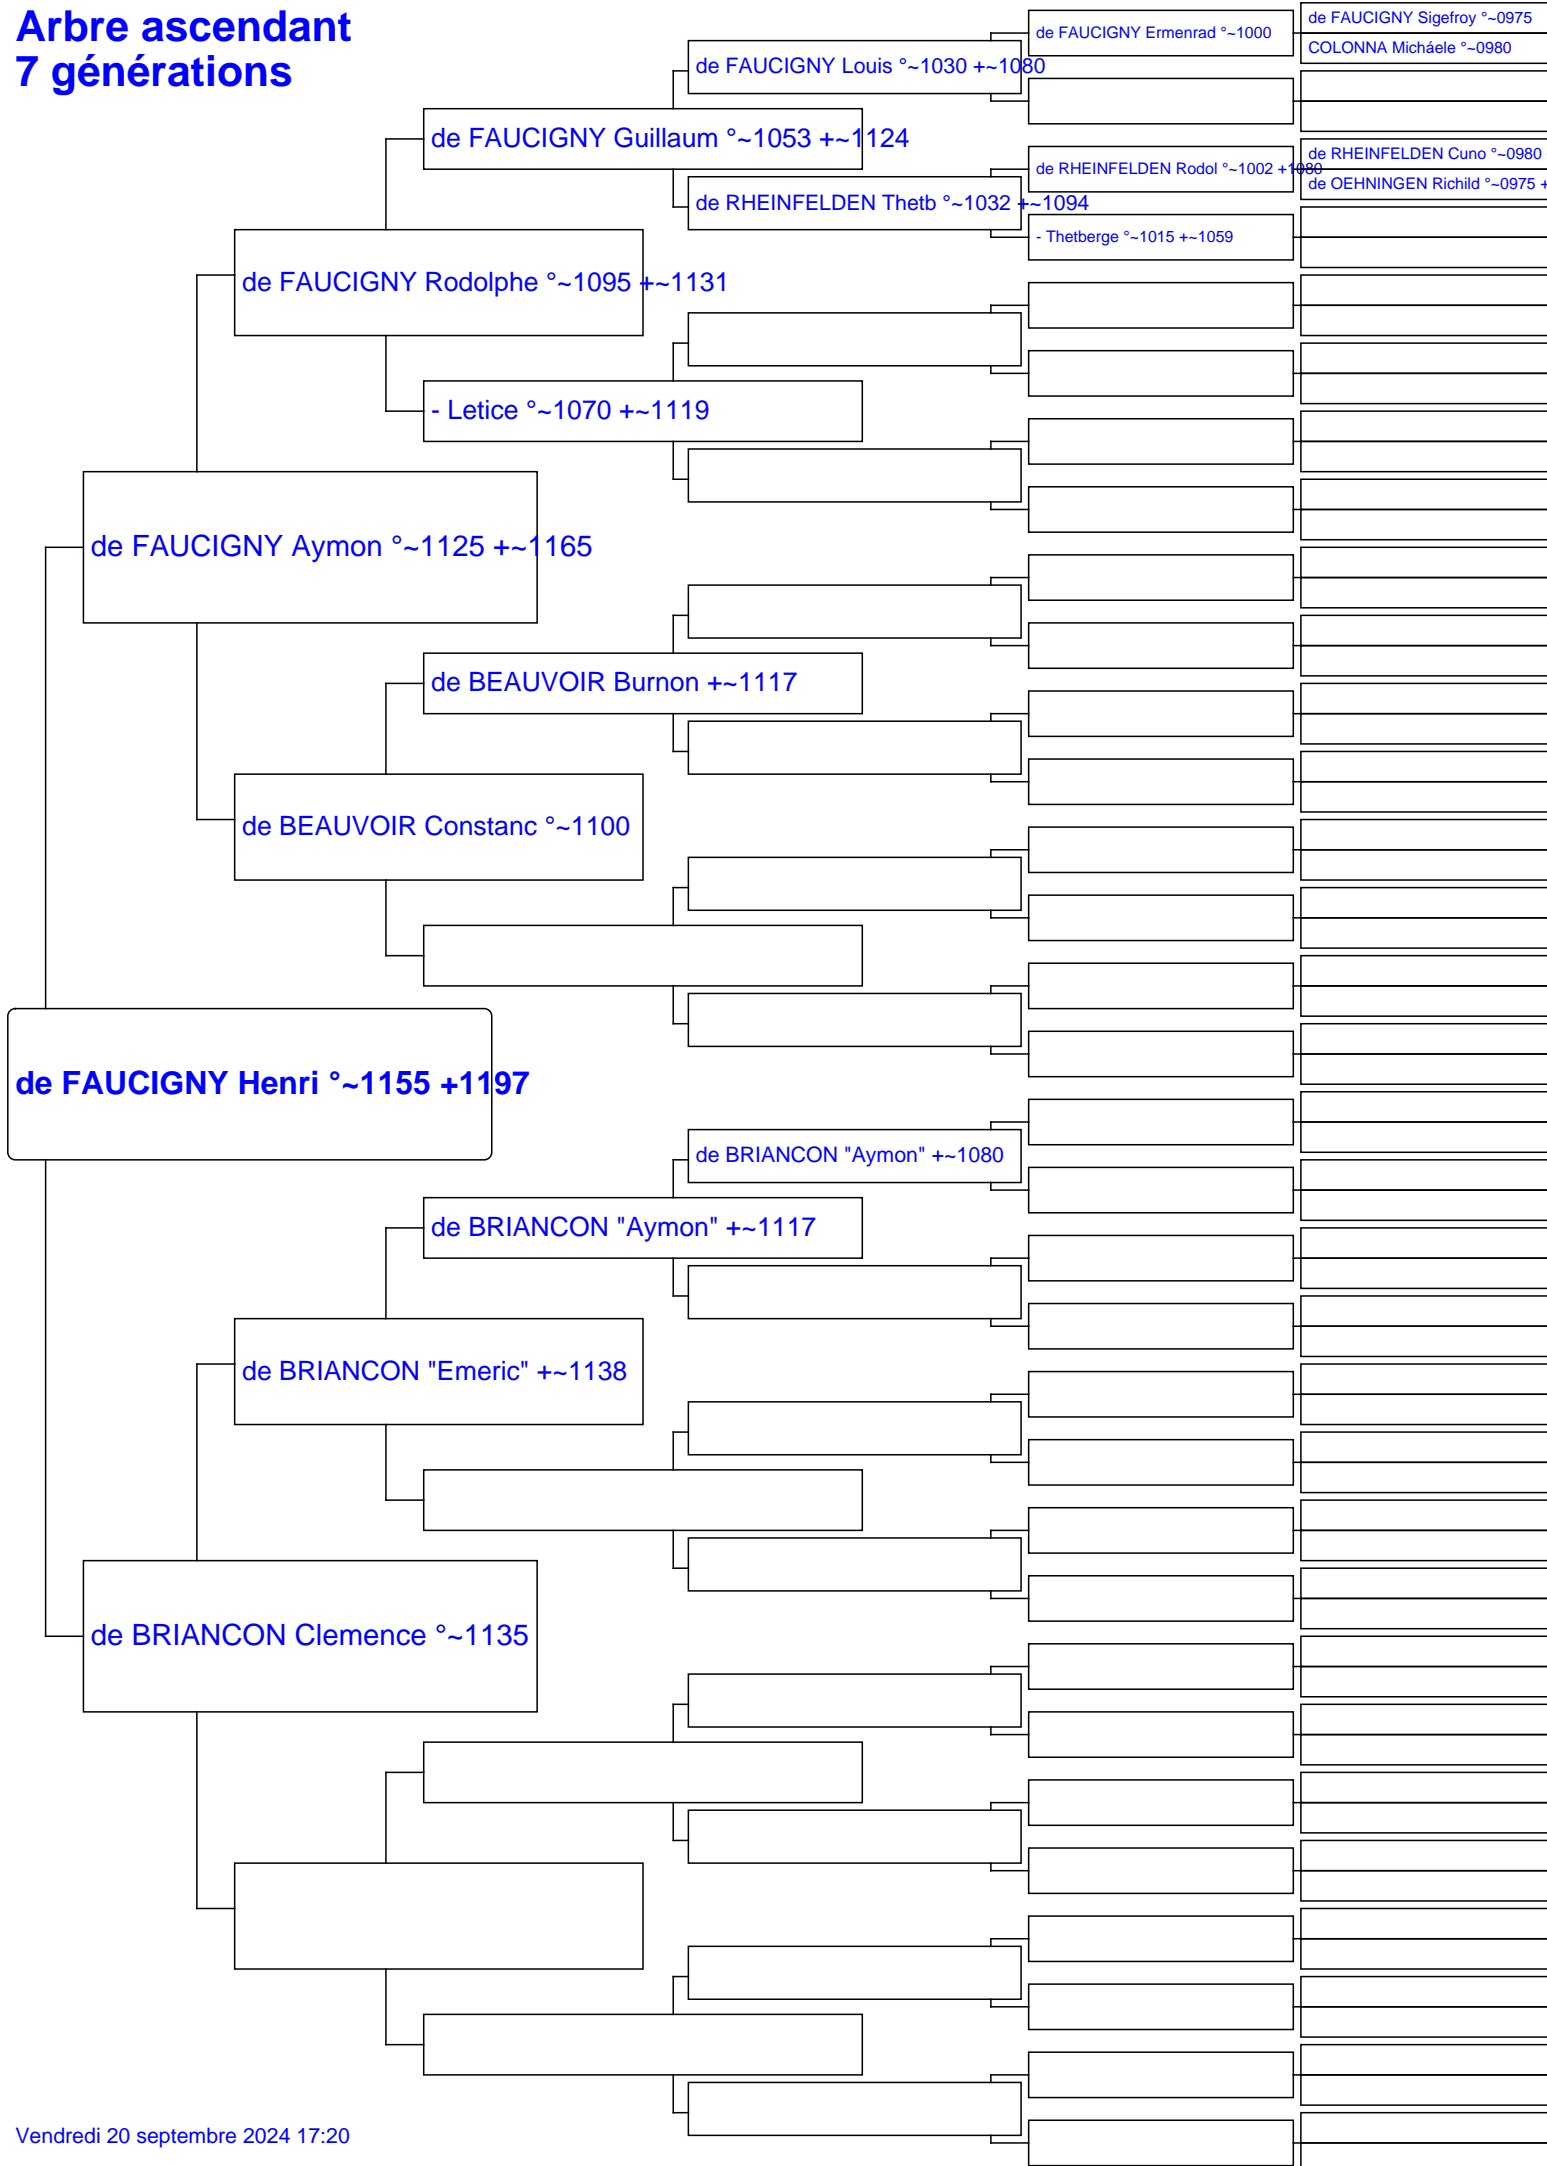 Arbre ascendant
7 générations
de FAUCIGNY Sigefroy °~0975
de FAUCIGNY Ermenrad °~1000
COLONNA Micháele °~0980
de FAUCIGNY Louis °~1030 +~1080
de FAUCIGNY Guillaum °~1053 +~1124
de RHEINFELDEN Cuno °~0980
de RHEINFELDEN Rodol °~1002 +1080
de OEHNINGEN Richild °~0975 +
de RHEINFELDEN Thetb °~1032 +~1094
- Thetberge °~1015 +~1059
de FAUCIGNY Rodolphe °~1095 +~1131
- Letice °~1070 +~1119
de FAUCIGNY Aymon °~1125 +~1165
de BEAUVOIR Burnon +~1117
de BEAUVOIR Constanc °~1100
de FAUCIGNY Henri °~1155 +1197
de BRIANCON "Aymon" +~1080
de BRIANCON "Aymon" +~1117
de BRIANCON "Emeric" +~1138
de BRIANCON Clemence °~1135
Vendredi 20 septembre 2024 17:20